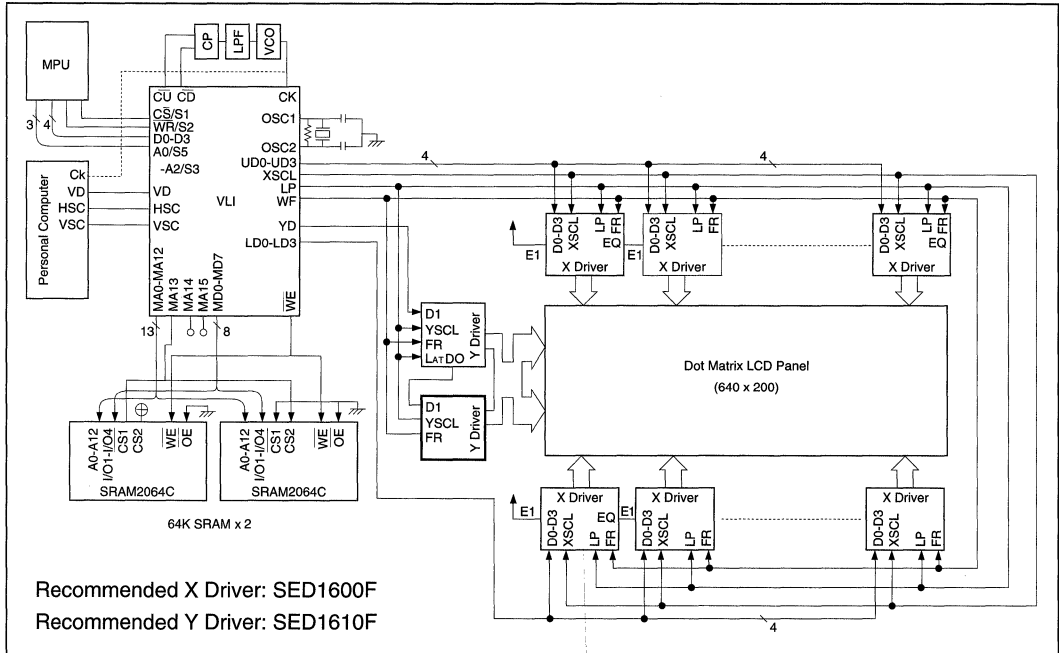 CP
LPF
VCO
MPU
CU CD
CK
CS/S1
WR/S2
D0-D3
A0/S5
-A2/S3
3
4
OSC1
OSC2
UD0-UD3
XSCL
LP
WF
YD
LD0-LD3
4
4
Personal Computer
Ck
VD
HSC
VSC
VD
HSC
VSC
VLI
MA0-MA12
MA13
MA14
MA15
MD0-MD7
WE
13
8
D0-D3
XSCL
LP
FR
EQ
X Driver
E1
D0-D3
XSCL
LP
FR
X Driver
E1
D0-D3
XSCL
LP
FR
EQ
X Driver
D1
YSCL
FR
LATDO
Y Driver
D1
YSCL
FR
Y Driver
Dot Matrix LCD Panel
(640 x 200)
A0-A12
I/O1-I/O4
CS1
CS2
WE
OE
SRAM2064C
A0-A12
I/O1-I/O4
CS1
CS2
WE
OE
SRAM2064C
64K SRAM x 2
E1
X Driver
D0-D3
XSCL
EQ
LP
FR
E1
X Driver
D0-D3
XSCL
LP
FR
X Driver
D0-D3
XSCL
LP
FR
4
Recommended X Driver: SED1600F
Recommended Y Driver: SED1610F